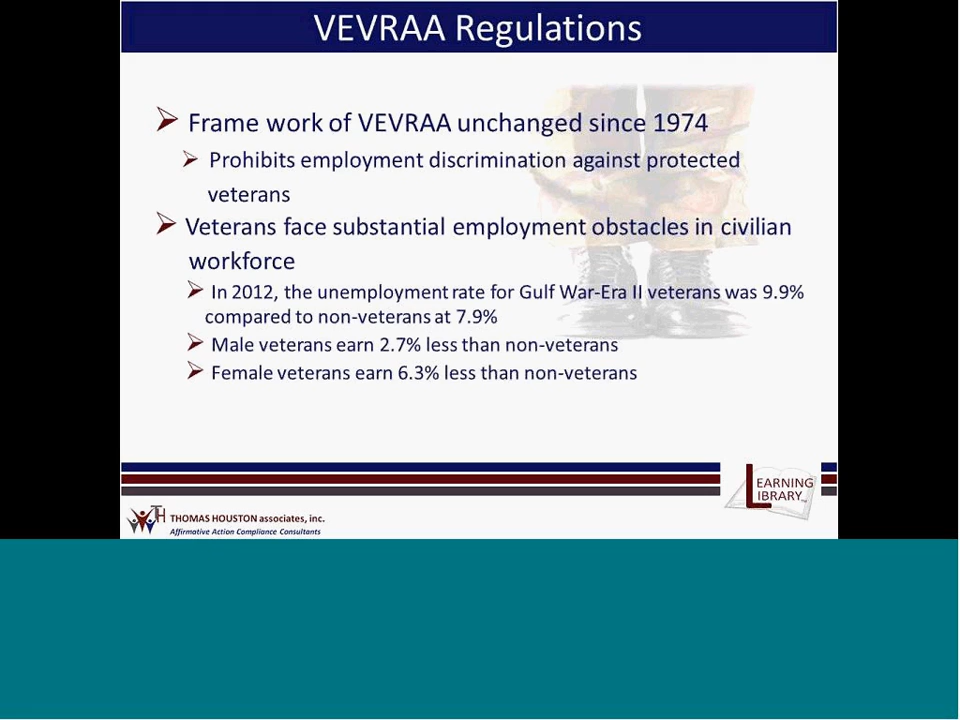 VEVRAA Regulations
Frame work of VEVRAA unchanged since 1974
Prohibits employment discrimination against protected
veterans
Veterans face substantial employment obstacles in civilian
workforce
In 2012, the unemployment rate for Gulf War-Era II veterans was 9.9%
compared to non-veterans at 7.9%
Male veterans earn 2.7% less than non-veterans
Female veterans earn 6.3% less than non-veterans
LEARNING
LIBRARY
TH THOMAS HOUSTON associates, inc.
Affirmative Action Compliance Consultants